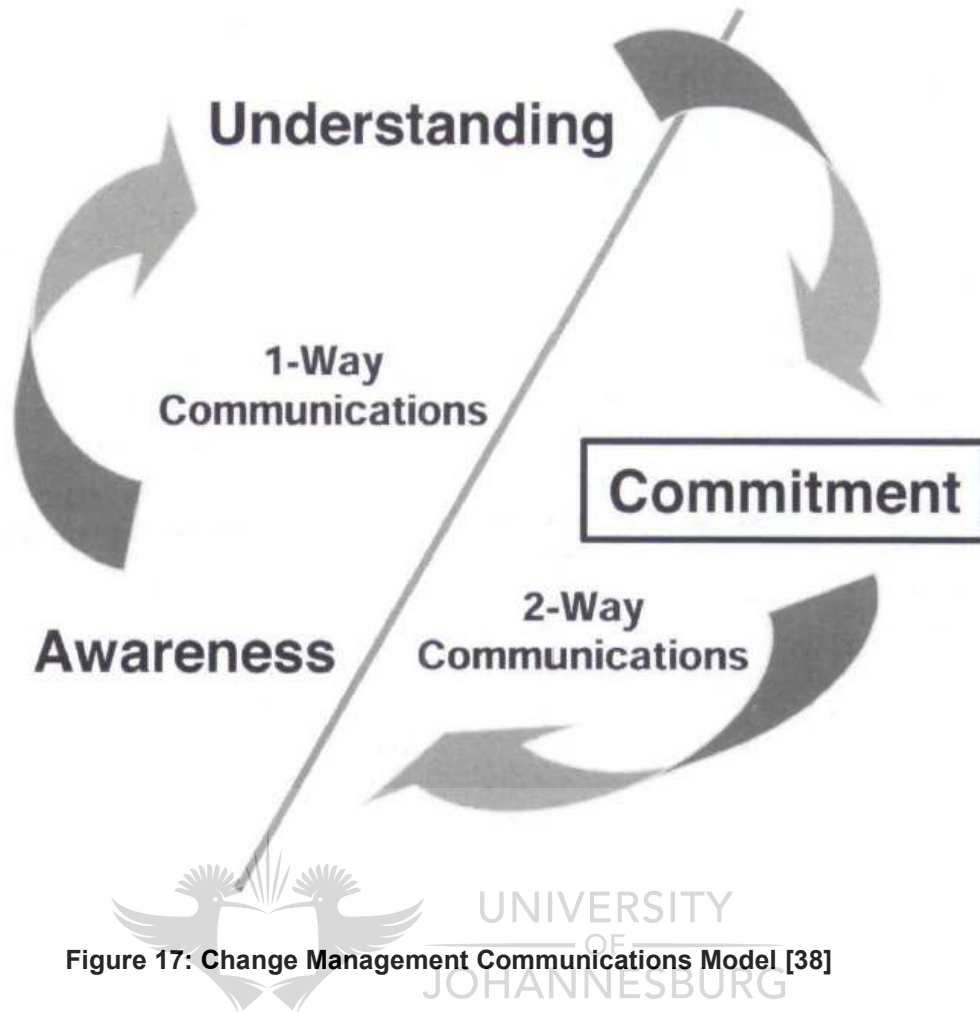 Understanding
1-Way
Communications
Commitment
2-Way
Communications
Awareness
UNIVERSITY
OF
JOHANNESBURG
Figure 17: Change Management Communications Model [38]